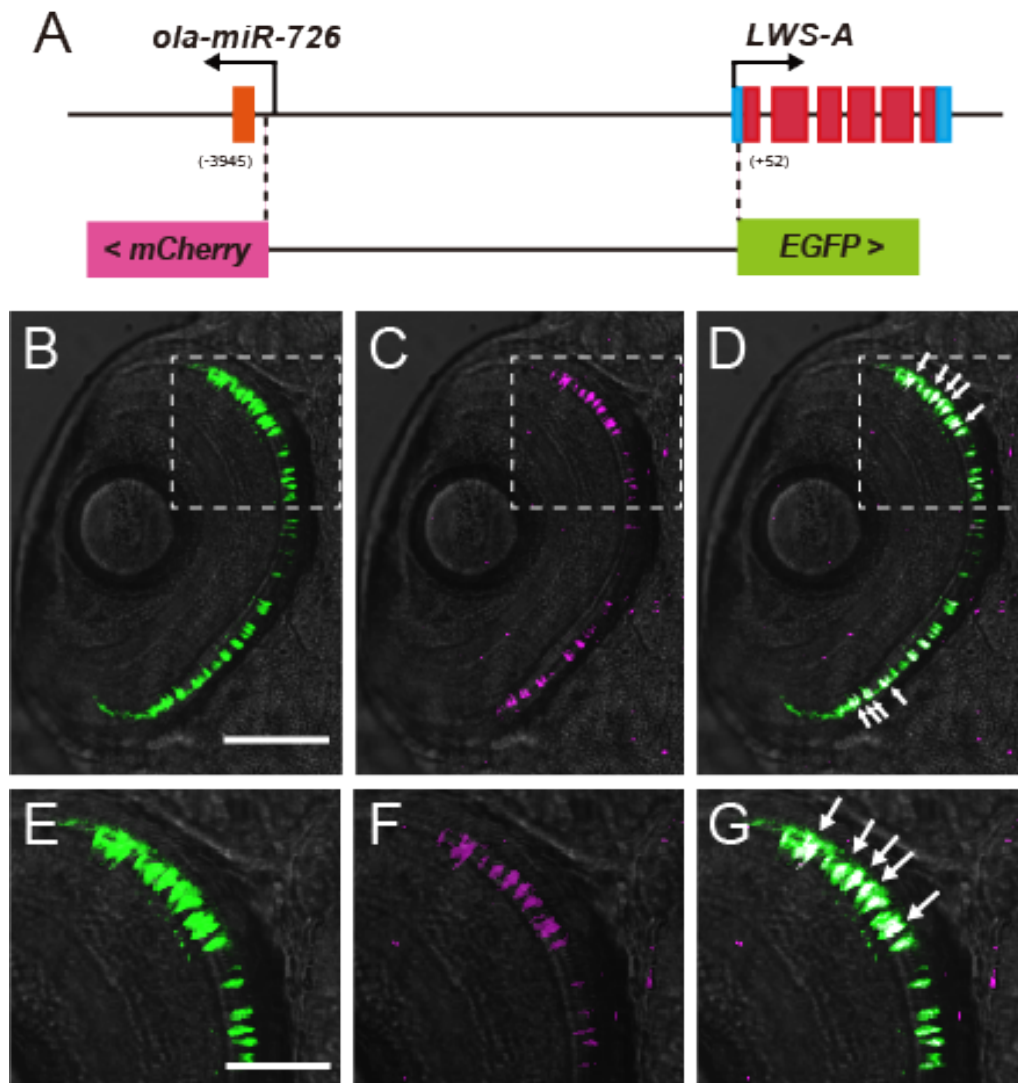 A
ola-miR-726
LWS-A
(-3945)
(+52)
< mCherry
EGFP >
B
C
D
E
F
G